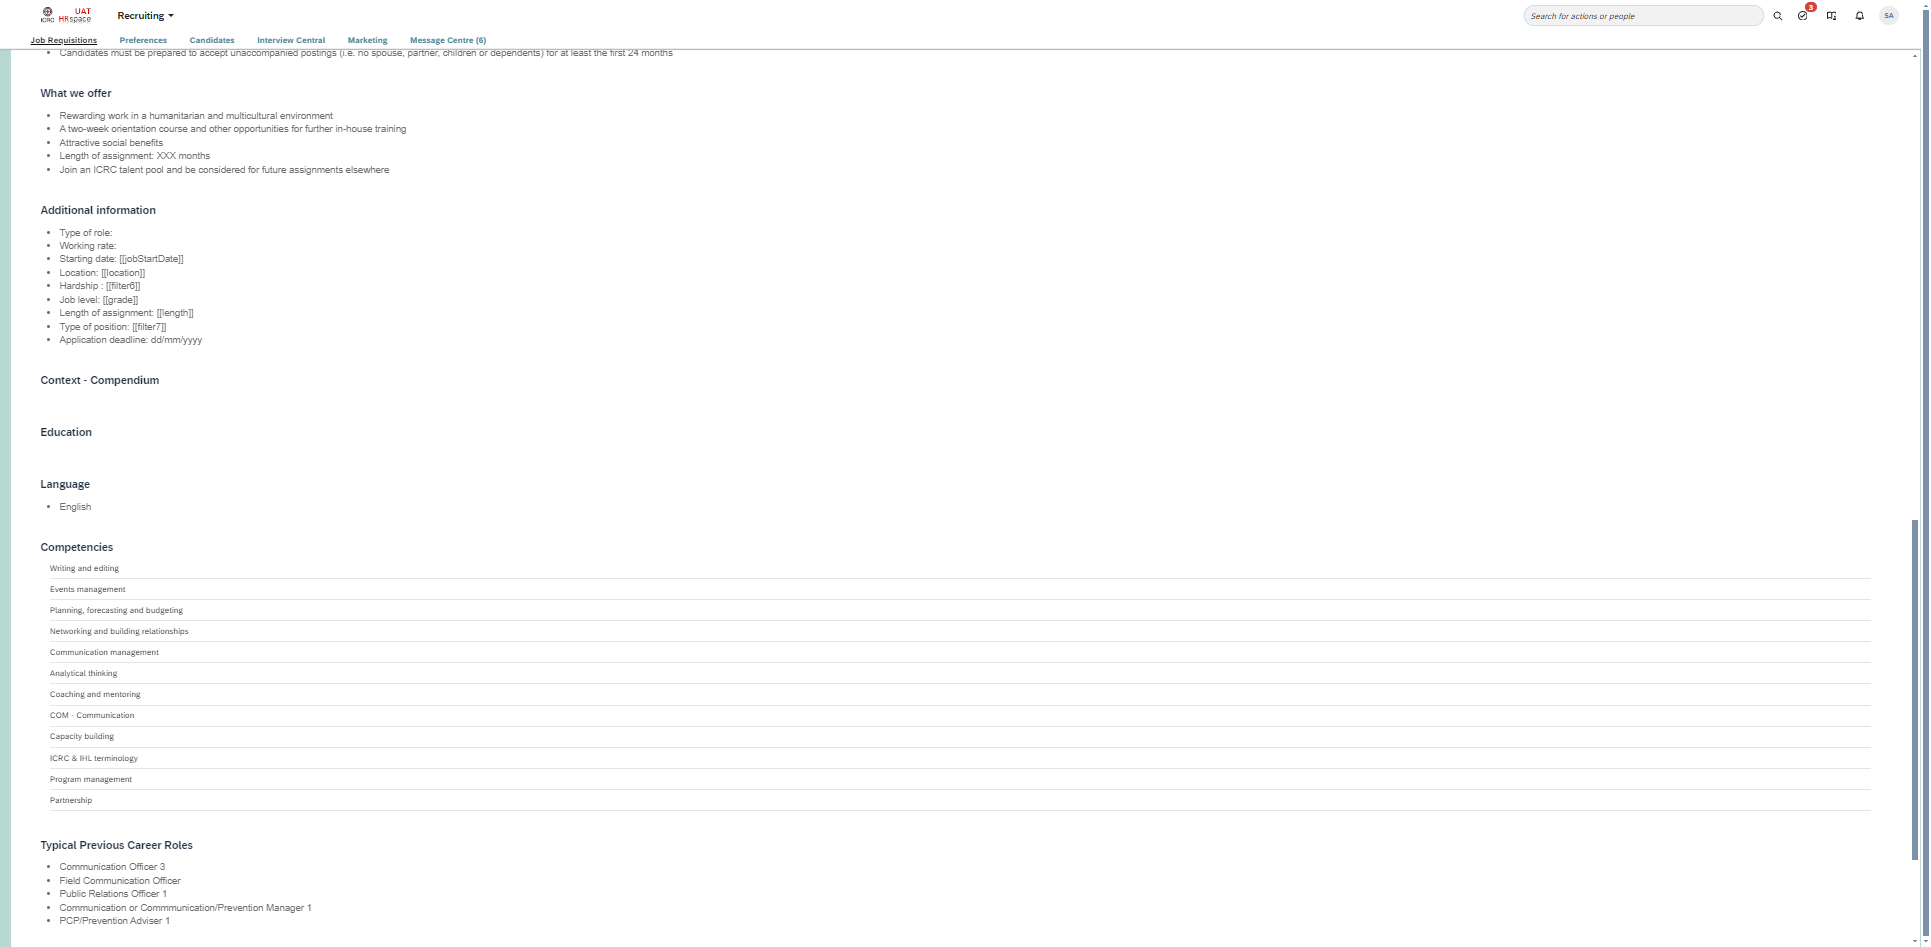 ICRC
UAT
HRspace
Recruiting
Search for actions or people
3
SA
Job Requisitions
Preferences
Candidates
Interview Central
Marketing
Message Centre (6)
Candidates must be prepared to accept unaccompanied postings (i.e. no spouse, partner, children or dependents) for at least the first 24 months
What we offer
Rewarding work in a humanitarian and multicultural environment
A two-week orientation course and other opportunities for further in-house training
Attractive social benefits
Length of assignment: XXX months
Join an ICRC talent pool and be considered for future assignments elsewhere
Additional information
Type of role:
Working rate:
Starting date: [[jobStartDate]]
Location: [[location]]
Hardship : [[filter6]]
Job level: [[grade]]
Length of assignment: [[length]]
Type of position: [[filter7]]
Application deadline: dd/mm/yyyy
Context - Compendium
Education
Language
English
Competencies
Writing and editing
Events management
Planning, forecasting and budgeting
Networking and building relationships
Communication management
Analytical thinking
Coaching and mentoring
COM - Communication
Capacity building
ICRC & IHL terminology
Program management
Partnership
Typical Previous Career Roles
Communication Officer 3
Field Communication Officer
Public Relations Officer 1
Communication or Commmunication/Prevention Manager 1
PCP/Prevention Adviser 1